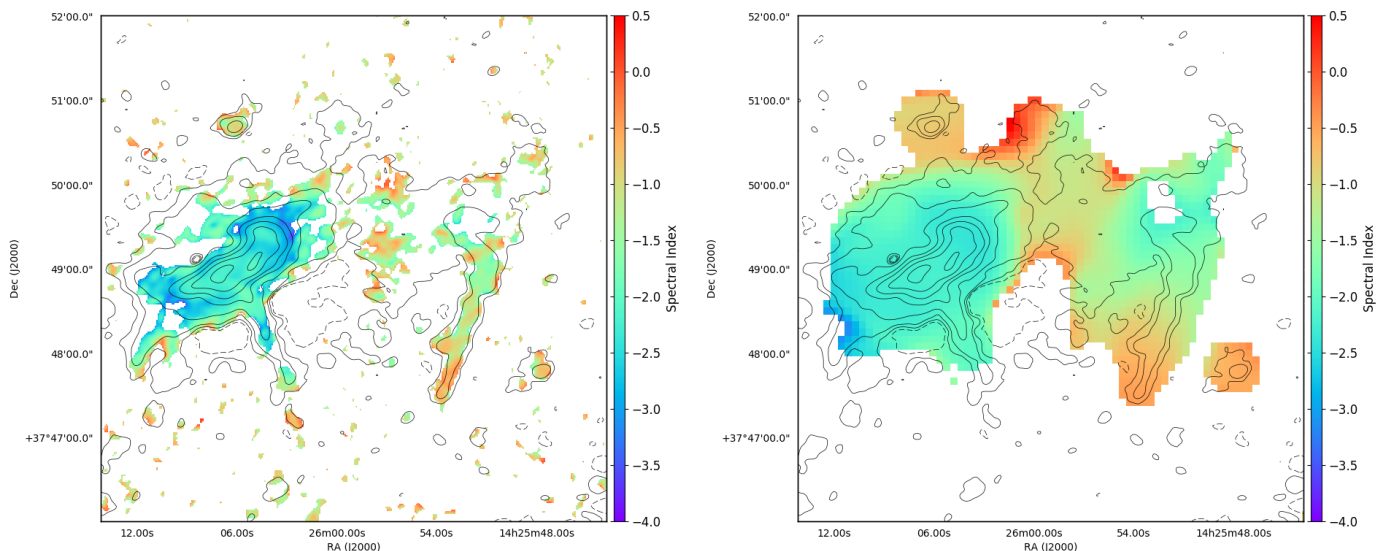 52'00.0"
51'00.0"
50'00.0"
49'00.0"
48'00.0"
+37°47'00.0"
Dec (J2000)
12.00s
06.00s
26m00.00s
54.00s
14h25m48.00s
RA (J2000)
0.5
0.0
−0.5
−1.0
−1.5
−2.0
−2.5
−3.0
−3.5
−4.0
Spectral Index
52'00.0"
51'00.0"
50'00.0"
49'00.0"
48'00.0"
+37°47'00.0"
Dec (J2000)
12.00s
06.00s
26m00.00s
54.00s
14h25m48.00s
RA (J2000)
0.5
0.0
−0.5
−1.0
−1.5
−2.0
−2.5
−3.0
−3.5
−4.0
Spectral Index